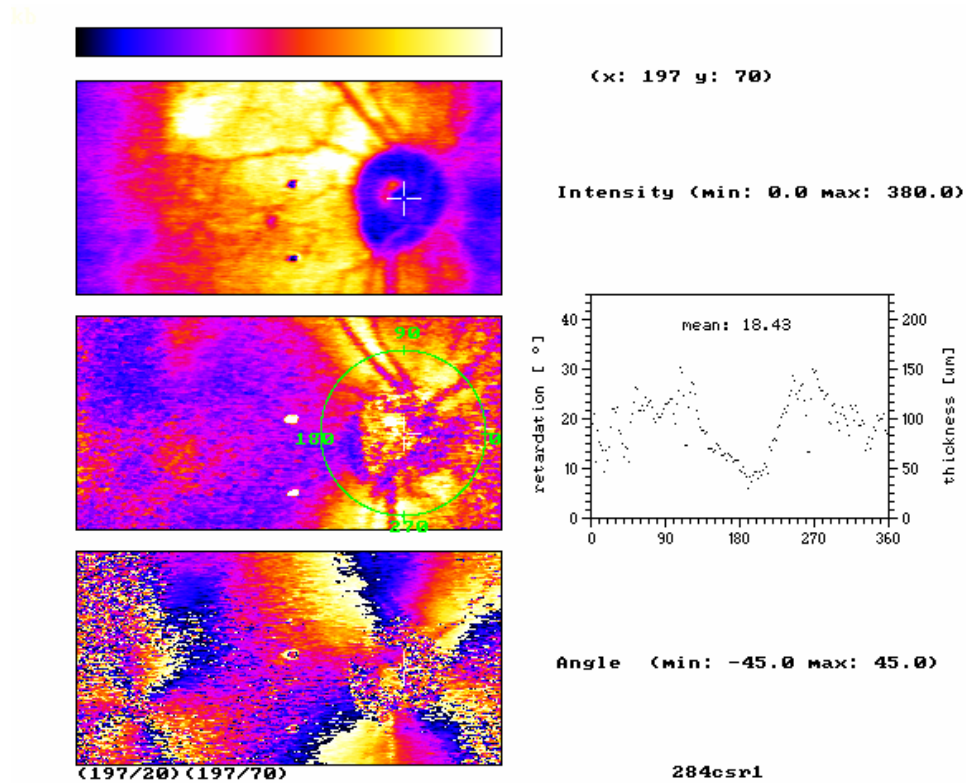 (x: 197 y: 70)
Intensity (min: 0.0 max: 380.0)
90
180
0
270
mean: 18.43
retardation [ °]
40
30
20
10
0
200
150
100
50
0
thickness [um]
0
90
180
270
360
Angle (min: -45.0 max: 45.0)
(197/20)(197/70)
284csr1